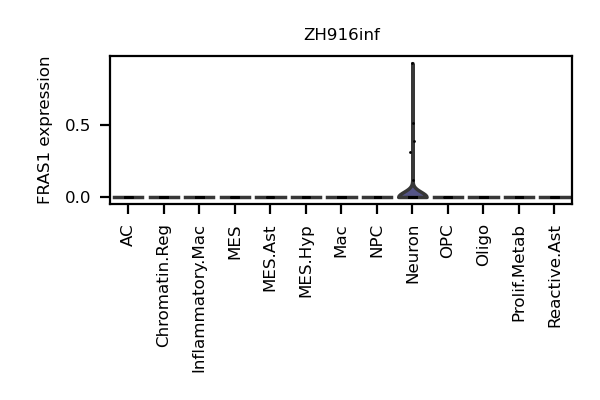 ZH916inf
FRAS1 expression
0.5
0.0
AC
Chromatin.Reg
Inflammatory.Mac
MES
MES.Ast
MES.Hyp
Mac
NPC
Neuron
OPC
Oligo
Prolif.Metab
Reactive.Ast